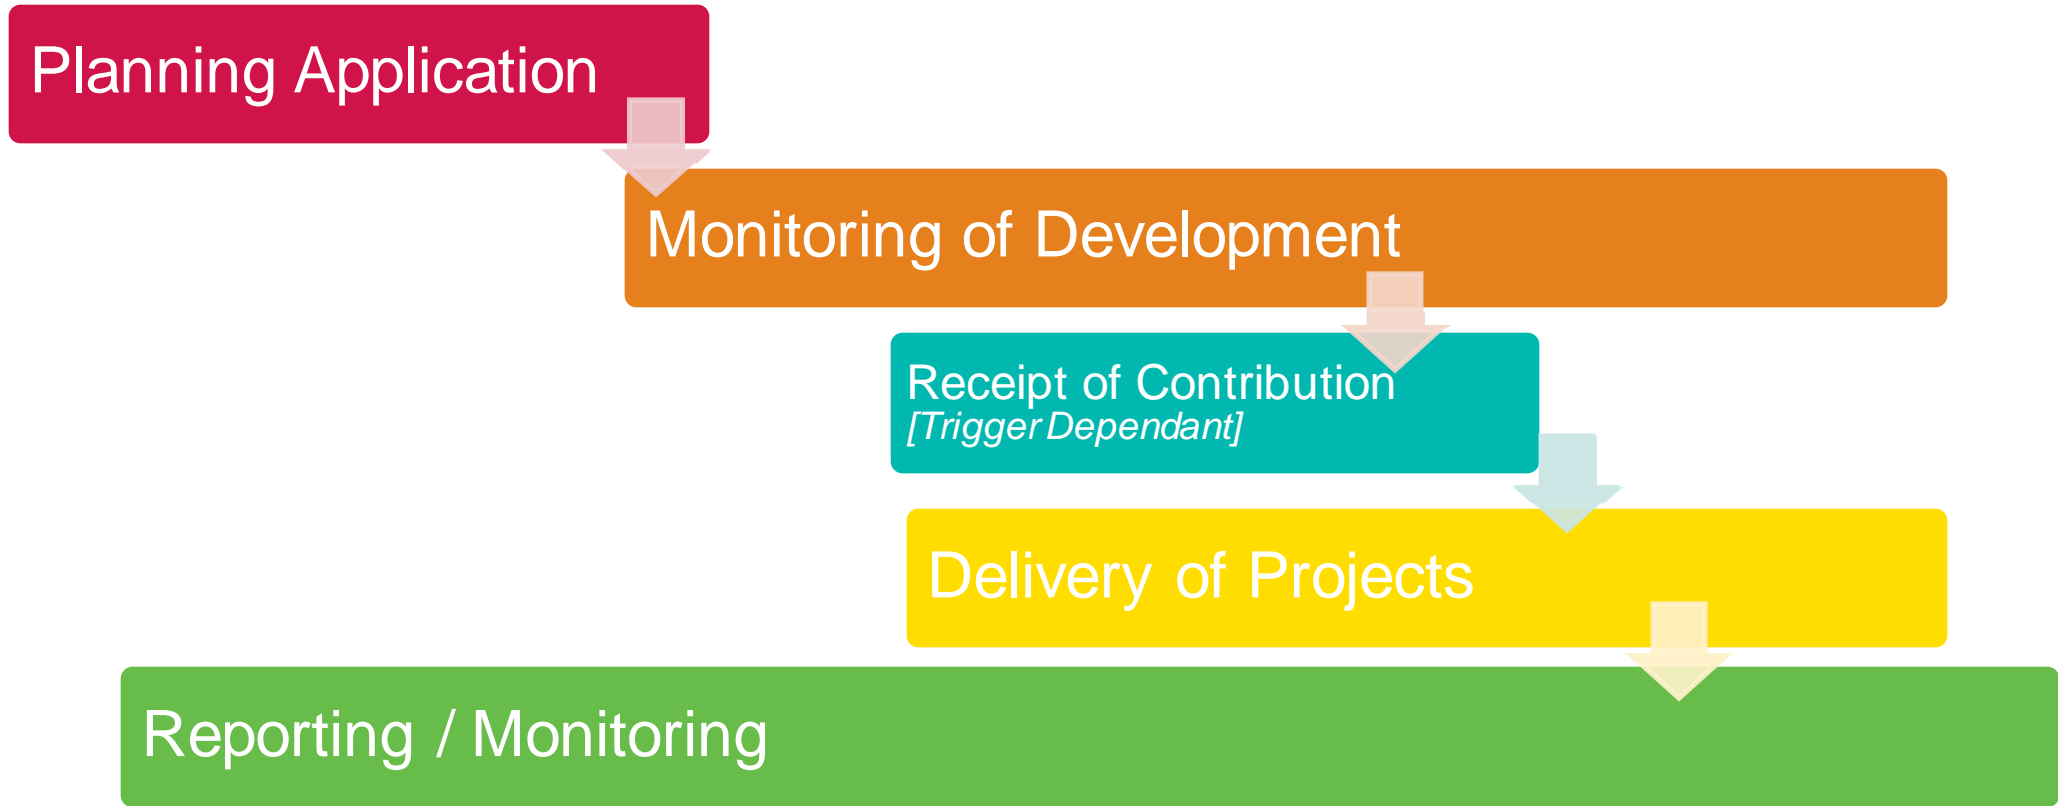 Planning Application
Monitoring of Development
Receipt of Contribution
[Trigger Dependant]
Delivery of Projects
Reporting / Monitoring